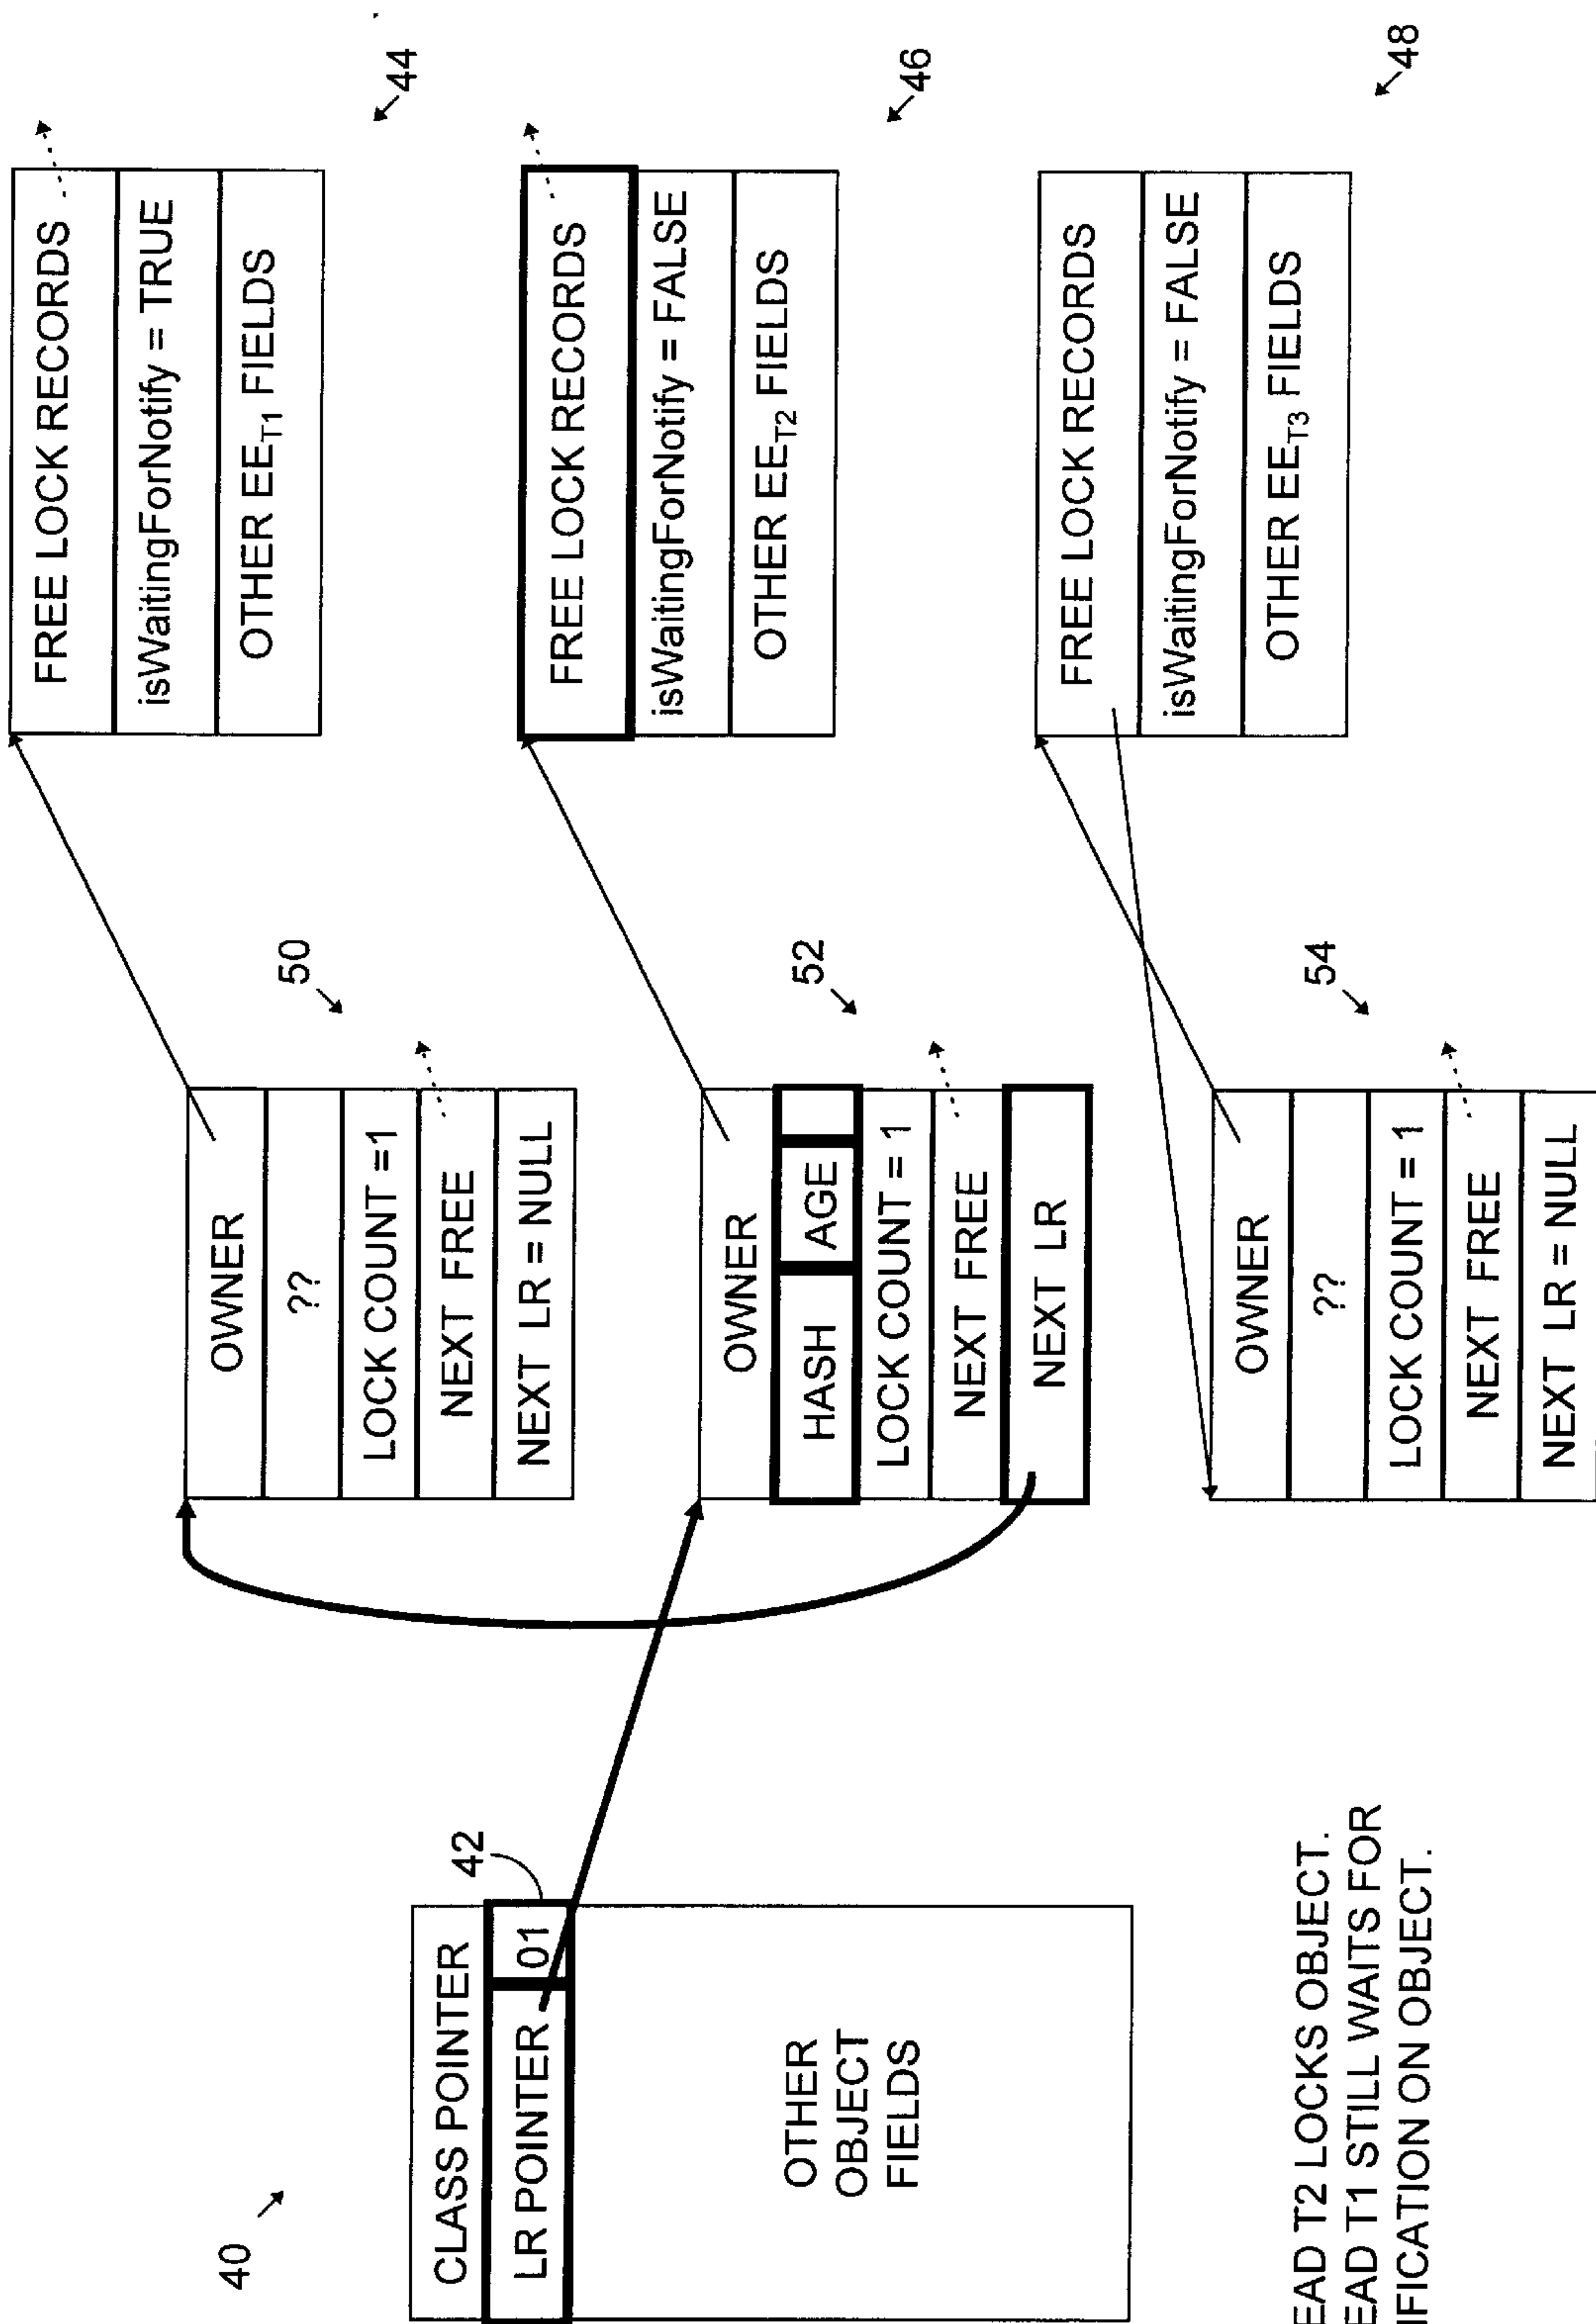 40
CLASS POINTER
LR POINTER 01
42
OTHER
OBJECT
FIELDS
50
OWNER
??
LOCK COUNT =1
NEXT FREE
NEXT LR = NULL
52
OWNER
HASH AGE
LOCK COUNT = 1
NEXT FREE
NEXT LR
54
OWNER
??
LOCK COUNT = 1
NEXT FREE
NEXT LR = NULL
44
FREE LOCK RECORDS
isWaitingForNotify = TRUE
OTHER EET1 FIELDS
46
FREE LOCK RECORDS
isWaitingForNotify = FALSE
OTHER EET2 FIELDS
48
FREE LOCK RECORDS
isWaitingForNotify = FALSE
OTHER EET3 FIELDS
EAD T2 LOCKS OBJECT.
EAD T1 STILL WAITS FOR
IFICATION ON OBJECT.